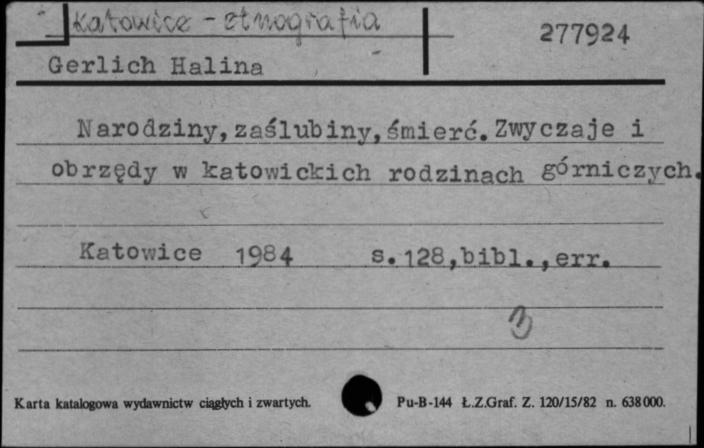 Katowice - etnografia
277924
Gerlich Halina
Narodziny, zaślubiny, śmierć. Zwyczaje i
obrzędy w katowickich rodzinach górniczych.
Katowice 1984 s. 128, bibl., err.
Karta katalogowa wydawnictw ciągłych i zwartych. Pu-B-144 Ł.Z.Graf. Z. 120/15/82 n. 638000.